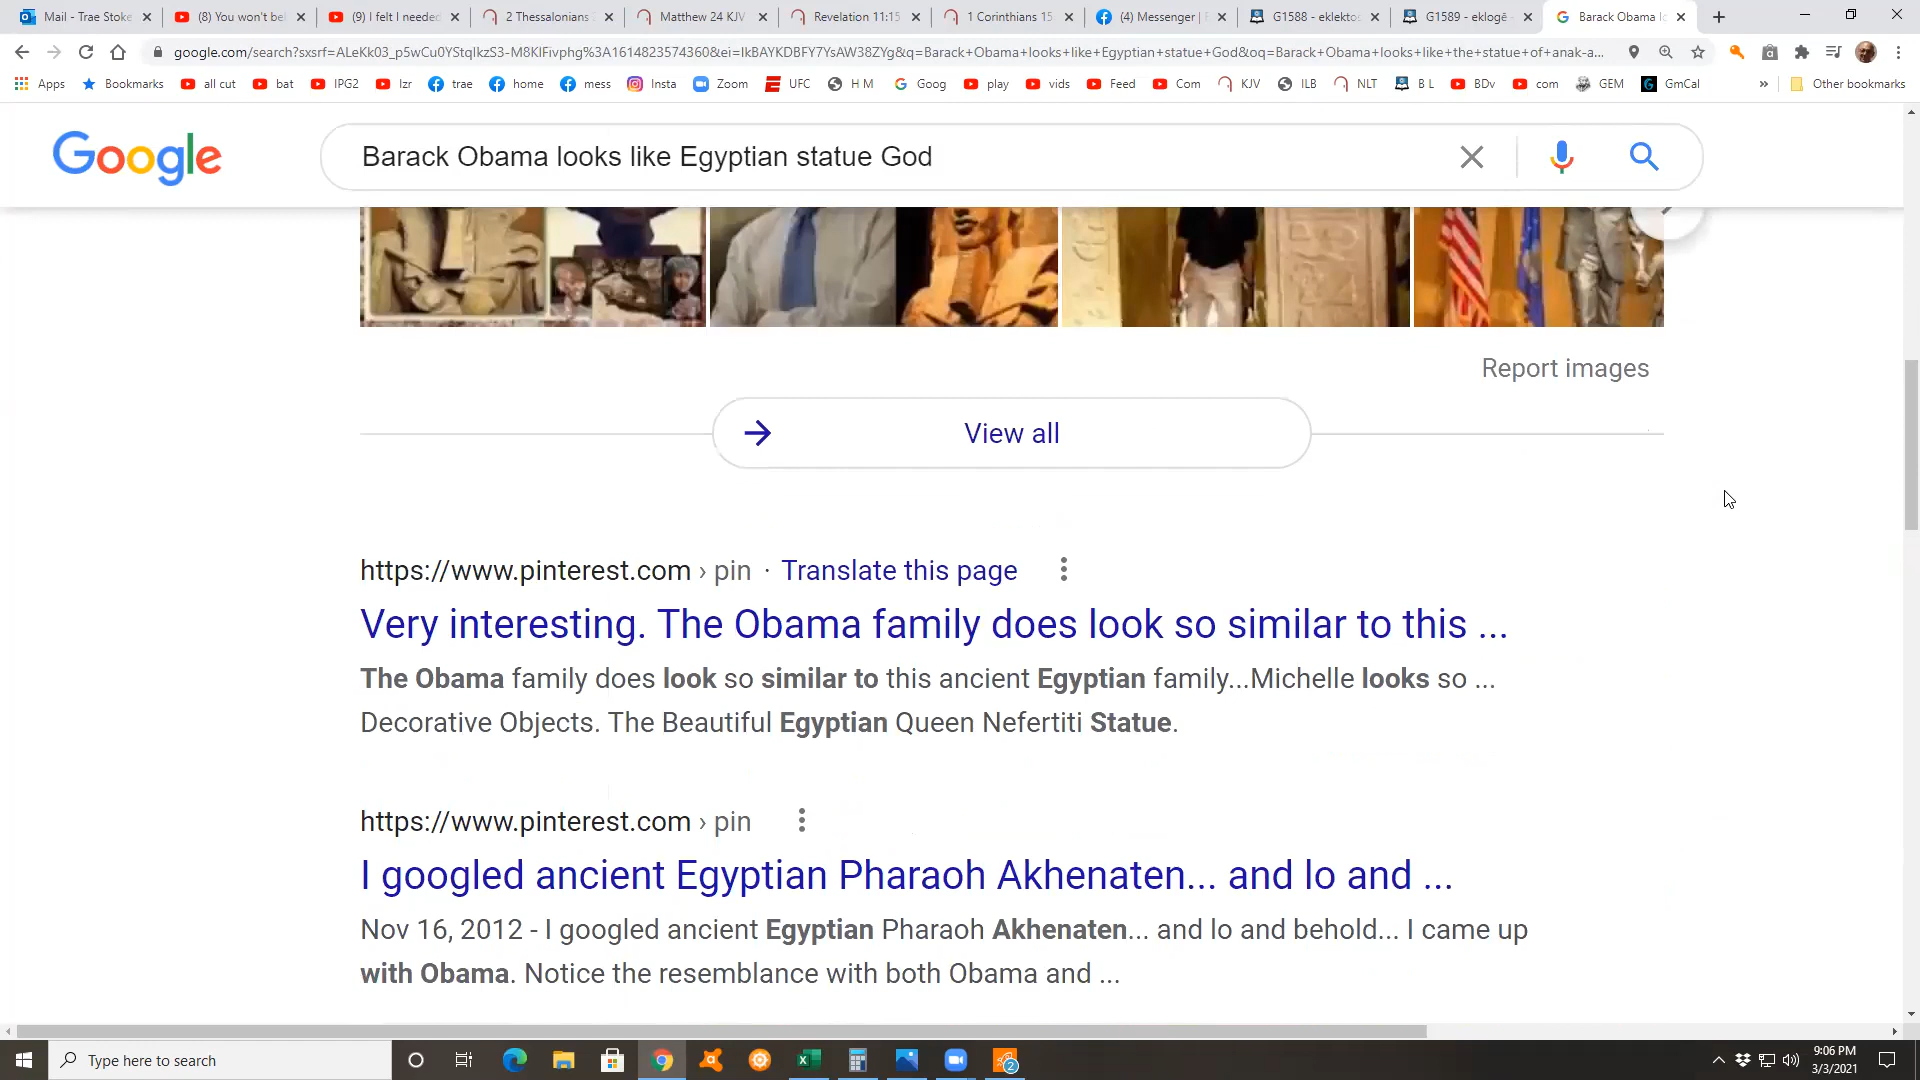 Mail - Trae Stoke
(8) You won't be
(9) I felt I needed
2 Thessalonians
Matthew 24 KJV
Revelation 11:15
1 Corinthians 15
(4) Messenger |
G1588 - eklekto
G1589 - eklogē -
Barack Obama lo
google.com/search?sxsrf=ALeKk03_p5wCu0YStqIkzS3-M8KlFivphg%3A1614823574360&ei=IkBAYKDBFY7YsAW38ZYg&q=Barack+Obama+looks+like+Egyptian+statue+God&oq=Barack+Obama+looks+like+the+statue+of+anak-a...
Apps
Bookmarks
all cut
bat
IPG2
lzr
trae
home
mess
Insta
Zoom
UFC
H M
Goog
play
vids
Feed
Com
KJV
ILB
NLT
B L
BDv
com
GEM
GmCal
»
Other bookmarks
Google
Barack Obama looks like Egyptian statue God
Report images
View all
https://www.pinterest.com › pin · Translate this page
Very interesting. The Obama family does look so similar to this ...
The Obama family does look so similar to this ancient Egyptian family...Michelle looks so ...
Decorative Objects. The Beautiful Egyptian Queen Nefertiti Statue.
https://www.pinterest.com › pin
I googled ancient Egyptian Pharaoh Akhenaten... and lo and ...
Nov 16, 2012 - I googled ancient Egyptian Pharaoh Akhenaten... and lo and behold... I came up
with Obama. Notice the resemblance with both Obama and ...
Type here to search
2
9:06 PM
3/3/2021